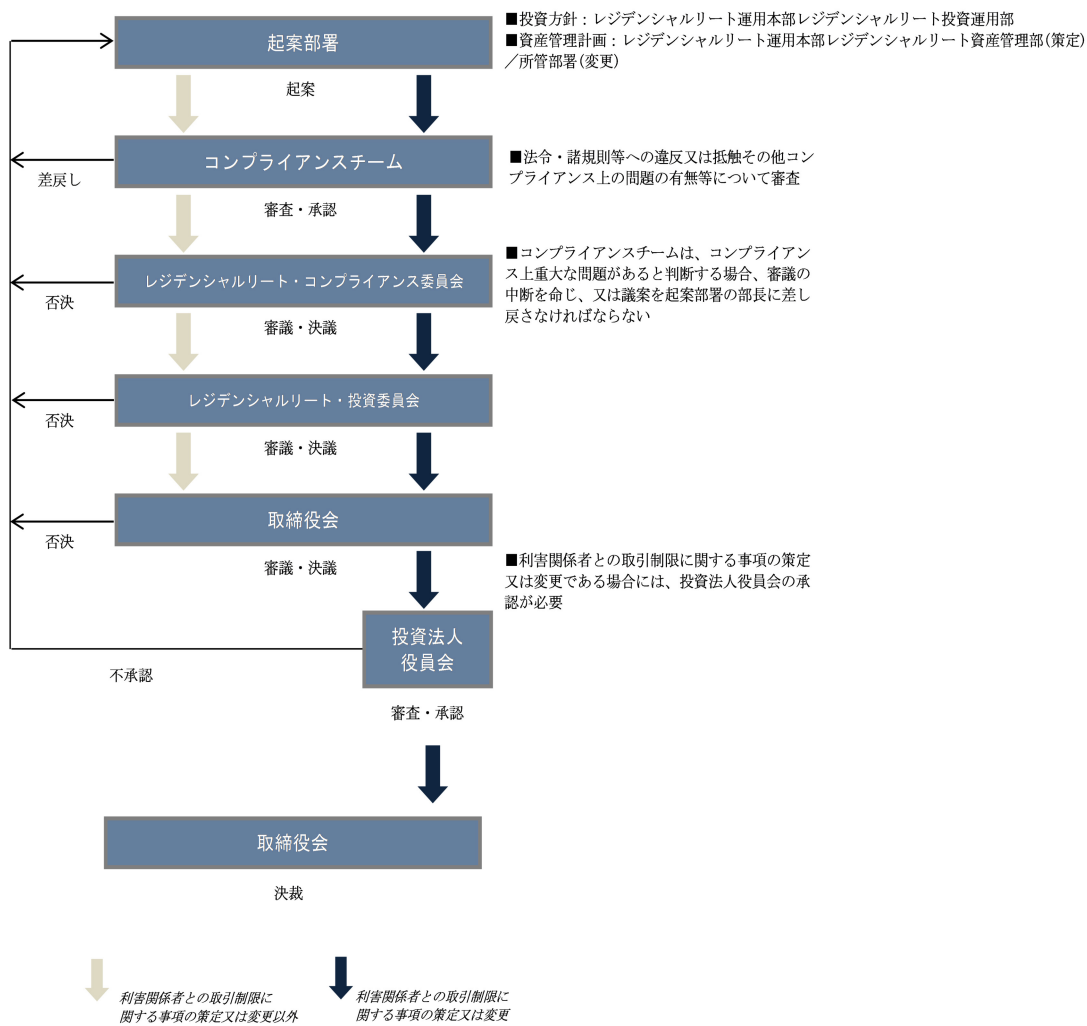 起案部署
■投資方針：レジデンシャルリート運用本部レジデンシャルリート投資運用部
■資産管理計画：レジデンシャルリート運用本部レジデンシャルリート資産管理部(策定)
／所管部署(変更)
起案
コンプライアンスチーム
■法令・諸規則等への違反又は抵触その他コン
プライアンス上の問題の有無等について審査
差戻し
審査・承認
レジデンシャルリート・コンプライアンス委員会
■コンプライアンスチームは、コンプライアン
ス上重大な問題があると判断する場合、審議の
中断を命じ、又は議案を起案部署の部長に差し
戻さなければならない
否決
審議・決議
レジデンシャルリート・投資委員会
否決
審議・決議
取締役会
否決
審議・決議
■利害関係者との取引制限に関する事項の策定
又は変更である場合には、投資法人役員会の承
認が必要
投資法人
役員会
不承認
審査・承認
取締役会
決裁
利害関係者との取引制限に
関する事項の策定又は変更以外
利害関係者との取引制限に
関する事項の策定又は変更